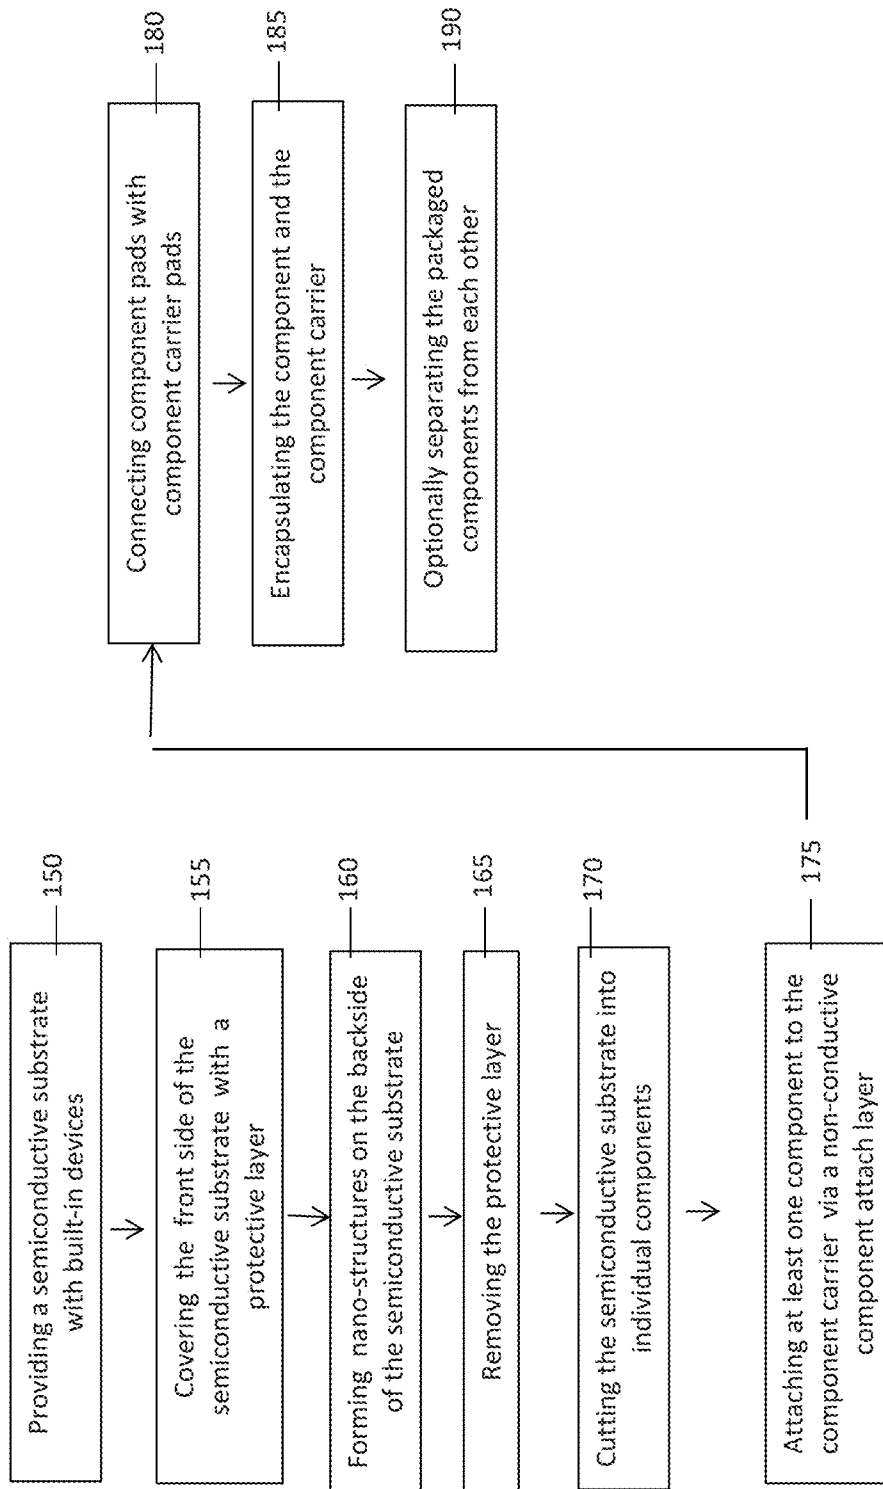 Providing a semiconductive substrate
with built-in devices
150
Covering the front side of the
semiconductive substrate with a
protective layer
155
Forming nano-structures on the backside
of the semiconductive substrate
160
Removing the protective layer
165
Cutting the semiconductive substrate into
individual components
170
Attaching at least one component to the
component carrier via a non-conductive
component attach layer
175
Connecting component pads with
component carrier pads
180
Encapsulating the component and the
component carrier
185
Optionally separating the packaged
components from each other
190